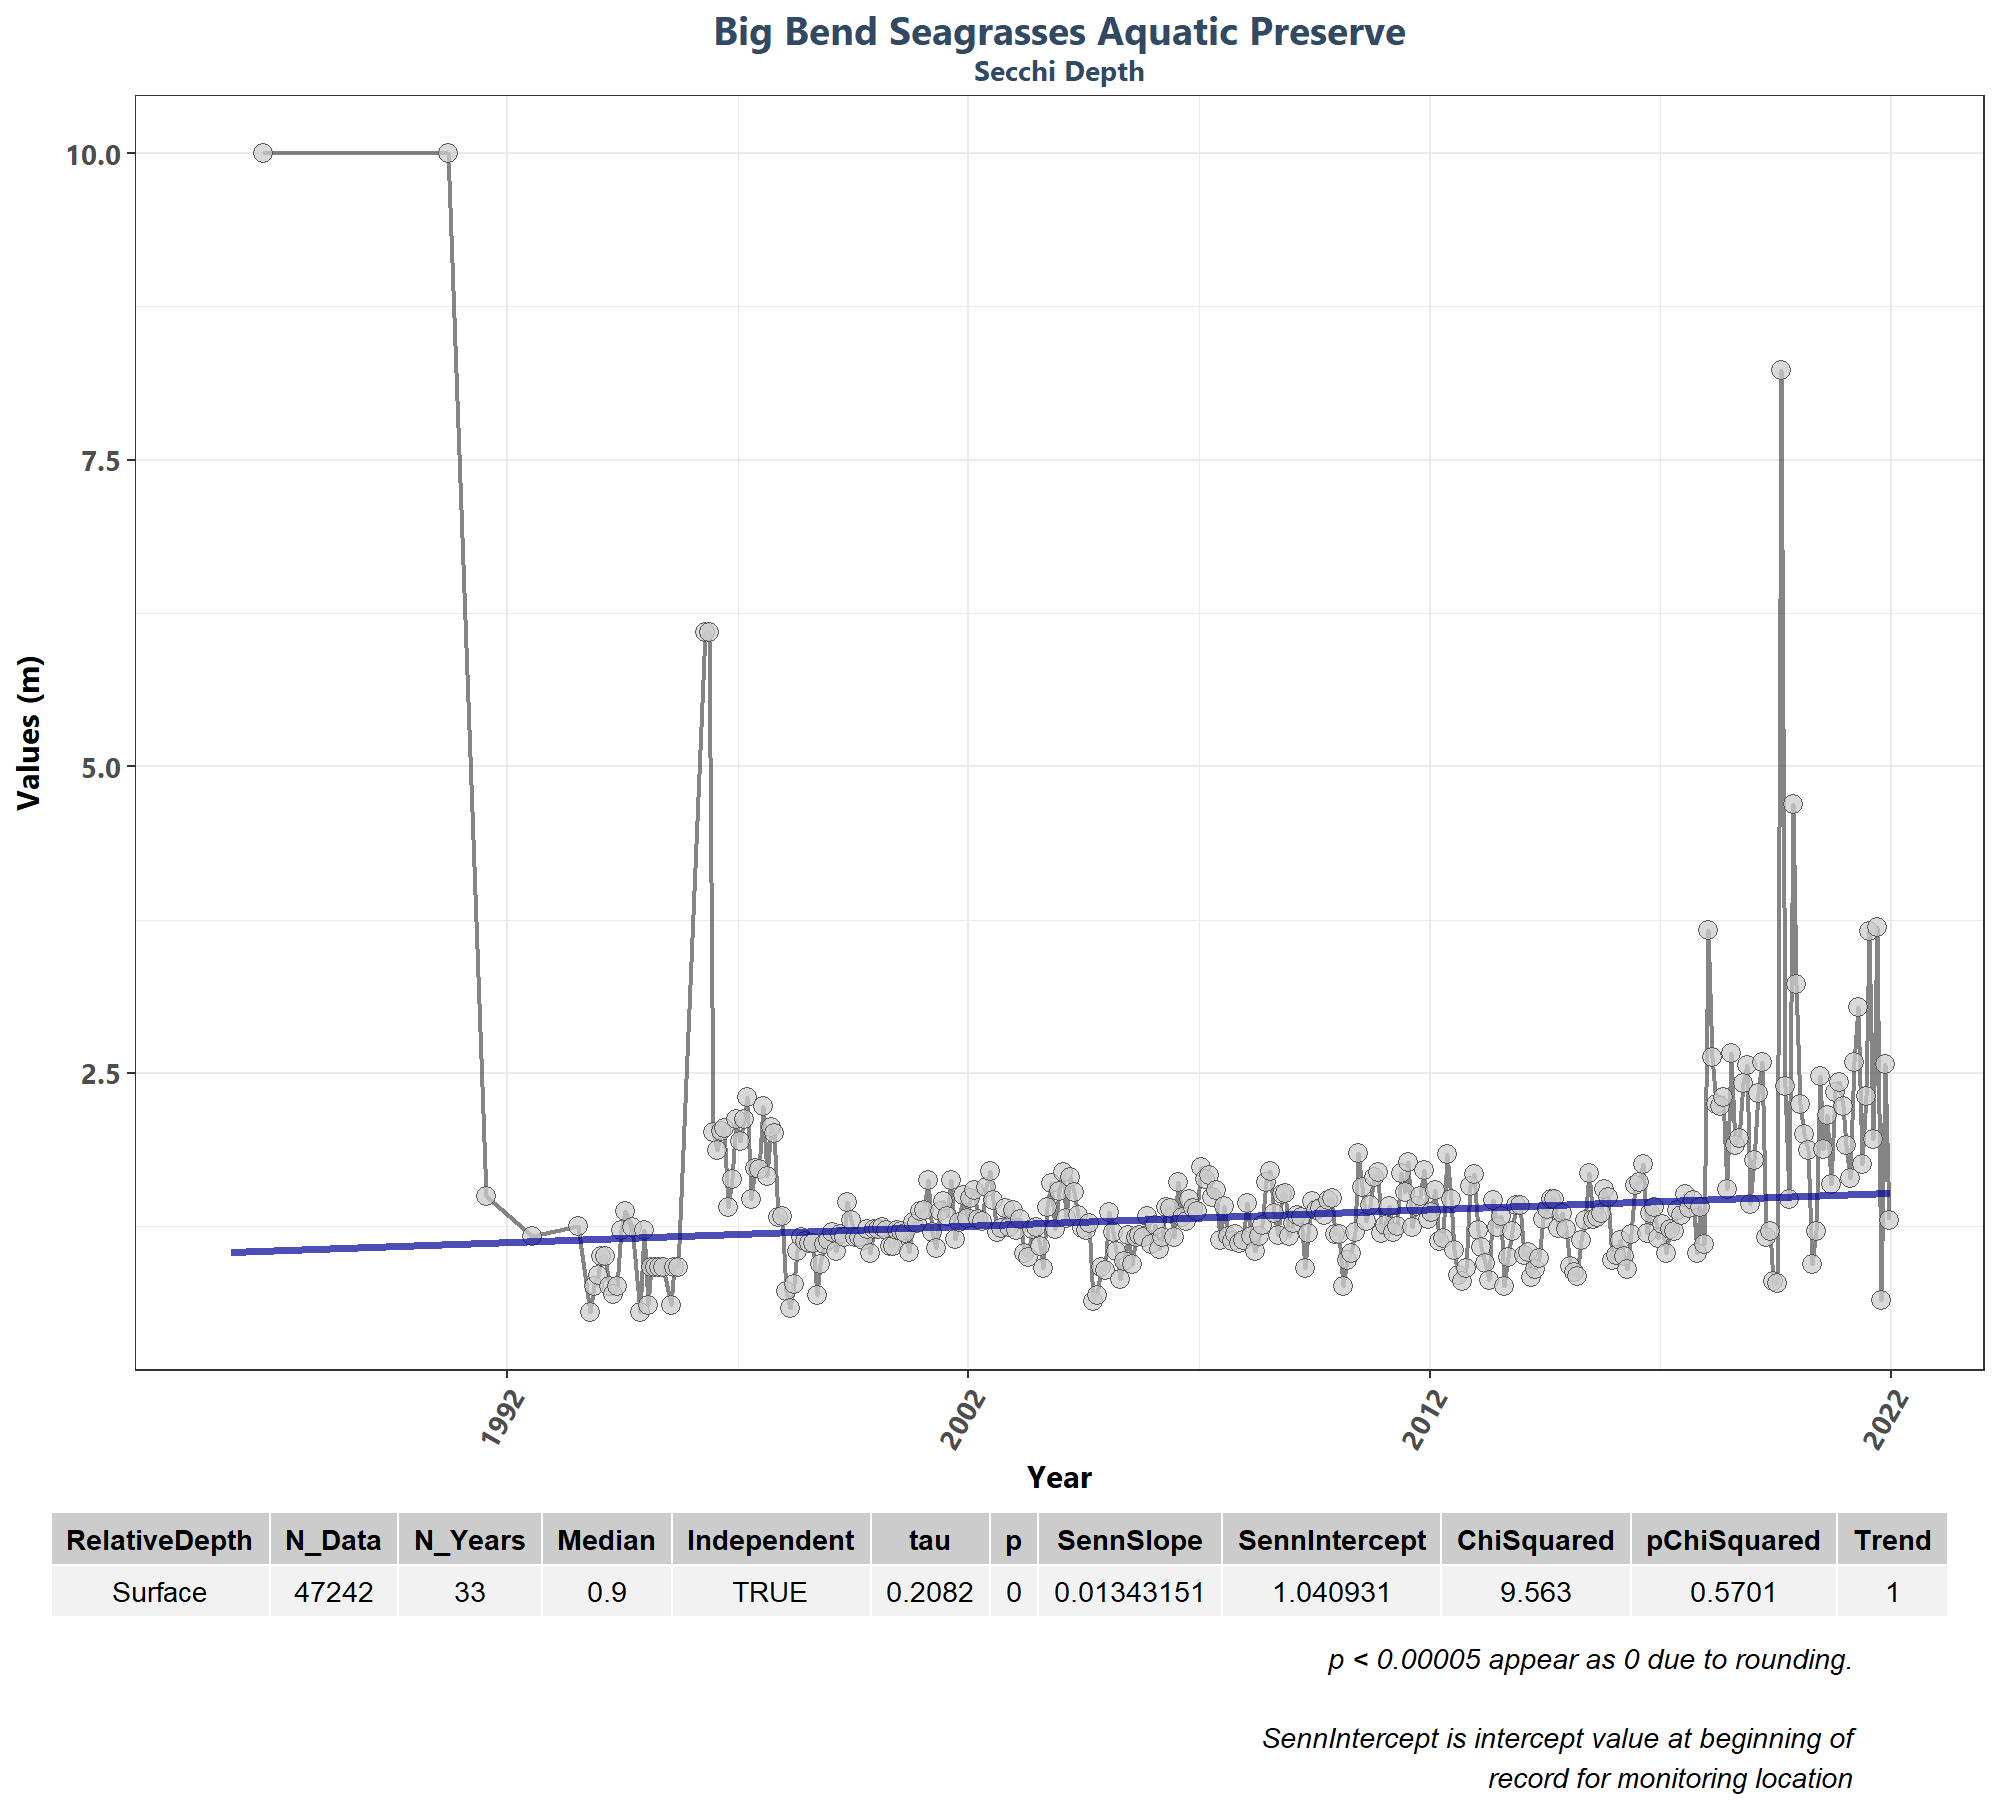 Big Bend Seagrasses Aquatic Preserve
Secchi Depth
Values (m)
10.0
7.5
5.0
2.5
1992 2002 2012 2022
Year
RelativeDepth N_Data N_Years Median Independent tau p SennSlope SennIntercept ChiSquared pChiSquared Trend
Surface 47242 33 0.9 TRUE 0.2082 0 0.01343151 1.040931 9.563 0.5701 1
p < 0.00005 appear as 0 due to rounding.
SennIntercept is intercept value at beginning of
record for monitoring location